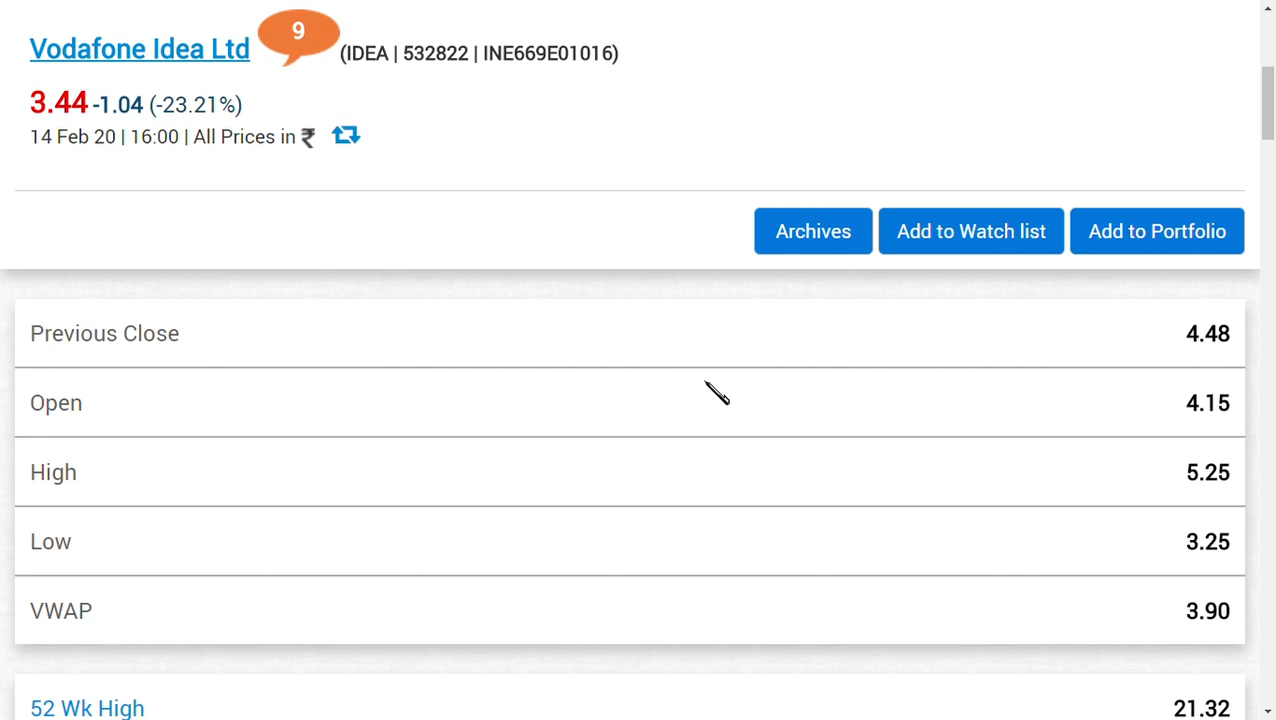 Vodafone Idea Ltd 9 (IDEA | 532822 | INE669E01016)
3.44 -1.04 (-23.21%)
14 Feb 20 | 16:00 | All Prices in ₹
Archives Add to Watch list Add to Portfolio
Previous Close 4.48
Open 4.15
High 5.25
Low 3.25
VWAP 3.90
52 Wk High 21.32